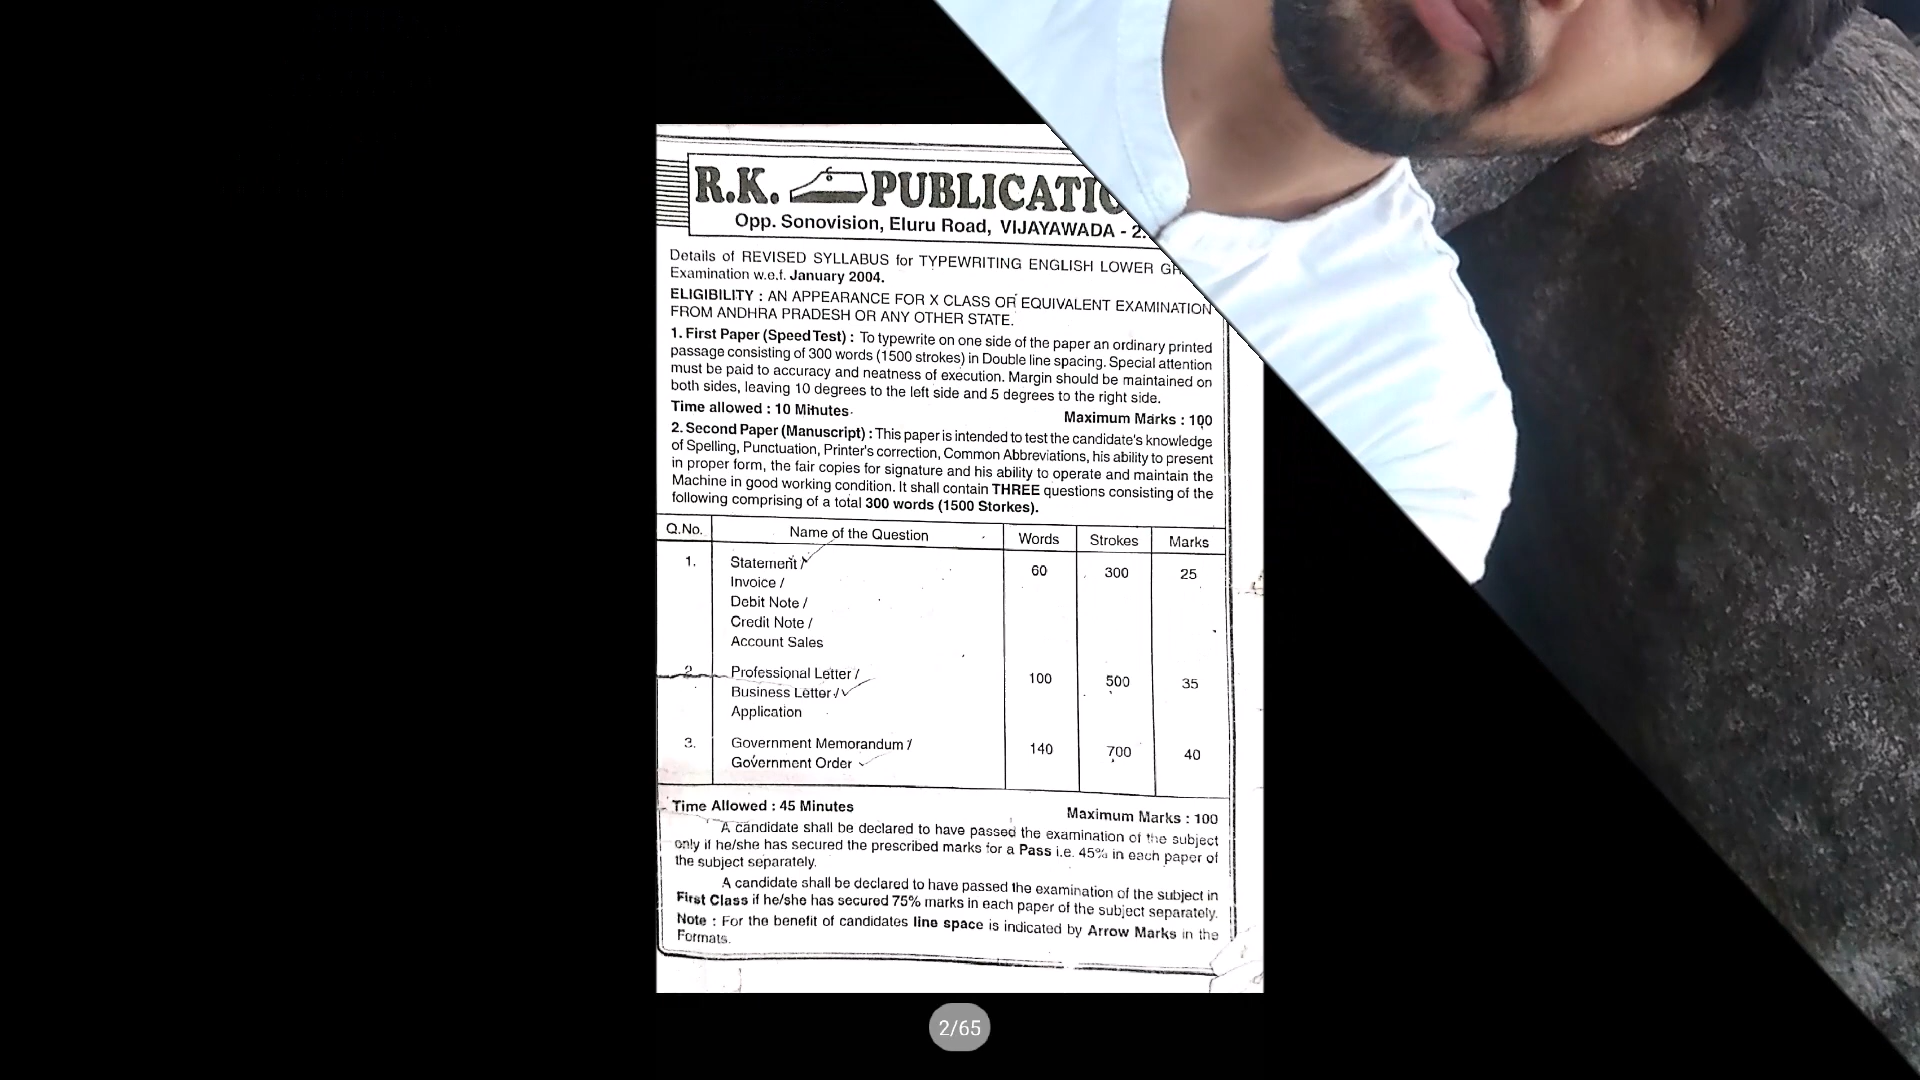 R.K. PUBLICATIO
Opp. Sonovision, Eluru Road, VIJAYAWADA - 2.
Details of REVISED SYLLABUS for TYPEWRITING ENGLISH LOWER GR
Examination w.e.f. January 2004.
ELIGIBILITY : AN APPEARANCE FOR X CLASS OR EQUIVALENT EXAMINATION
FROM ANDHRA PRADESH OR ANY OTHER STATE.
1. First Paper (Speed Test) : To typewrite on one side of the paper an ordinary printed
passage consisting of 300 words (1500 strokes) in Double line spacing. Special attention
must be paid to accuracy and neatness of execution. Margin should be maintained on
both sides, leaving 10 degrees to the left side and 5 degrees to the right side.
Time allowed : 10 Minutes Maximum Marks : 100
2. Second Paper (Manuscript) : This paper is intended to test the candidate's knowledge
of Spelling, Punctuation, Printer's correction, Common Abbreviations, his ability to present
in proper form, the fair copies for signature and his ability to operate and maintain the
Machine in good working condition. It shall contain THREE questions consisting of the
following comprising of a total 300 words (1500 Storkes).
Q.No. Name of the Question Words Strokes Marks
1. Statement / 60 300 25
Invoice /
Debit Note /
Credit Note /
Account Sales
2. Professional Letter / 100 500 35
Business Letter /
Application
3. Government Memorandum / 140 700 40
Government Order
Time Allowed : 45 Minutes Maximum Marks : 100
A candidate shall be declared to have passed the examination of the subject
only if he/she has secured the prescribed marks for a Pass i.e. 45% in each paper of
the subject separately.
A candidate shall be declared to have passed the examination of the subject in
First Class if he/she has secured 75% marks in each paper of the subject separately.
Note : For the benefit of candidates line space is indicated by Arrow Marks in the
Formats.
2/65